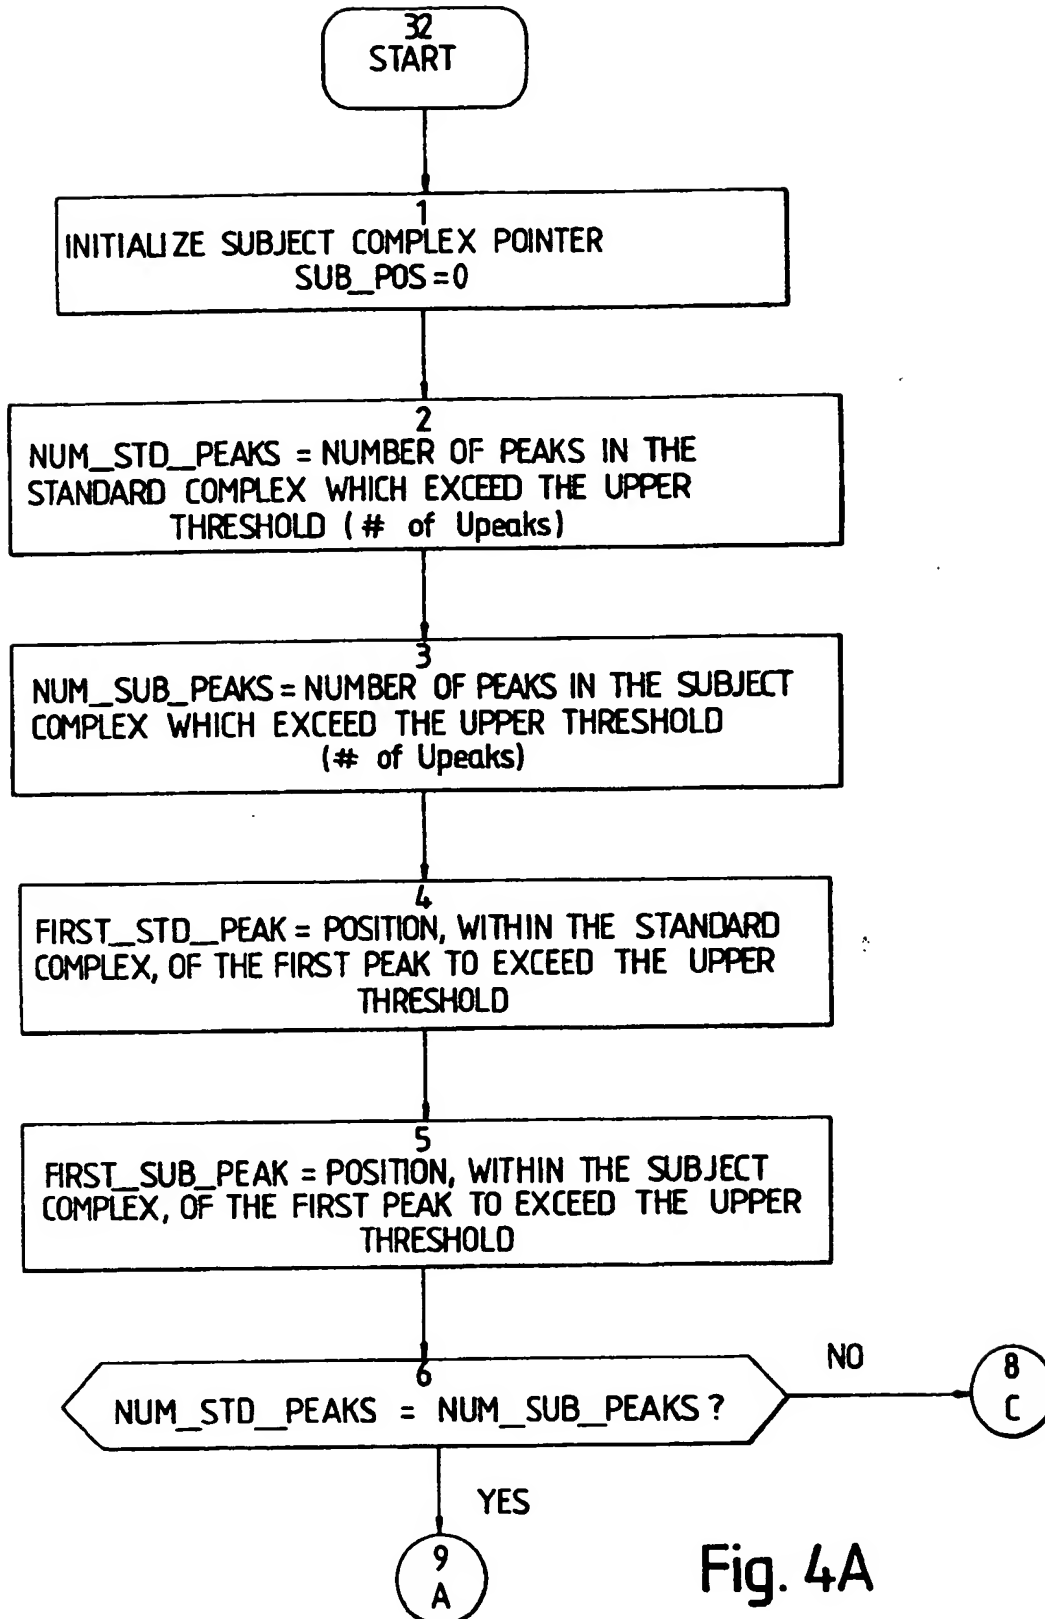 32
START
1
INITIALIZE SUBJECT COMPLEX POINTER
SUB_POS=0
2
NUM_STD_PEAKS = NUMBER OF PEAKS IN THE
STANDARD COMPLEX WHICH EXCEED THE UPPER
THRESHOLD (# of Upeaks)
3
NUM_SUB_PEAKS = NUMBER OF PEAKS IN THE SUBJECT
COMPLEX WHICH EXCEED THE UPPER THRESHOLD
(# of Upeaks)
4
FIRST_STD_PEAK = POSITION, WITHIN THE STANDARD
COMPLEX, OF THE FIRST PEAK TO EXCEED THE UPPER
THRESHOLD
5
FIRST_SUB_PEAK = POSITION, WITHIN THE SUBJECT
COMPLEX, OF THE FIRST PEAK TO EXCEED THE UPPER
THRESHOLD
6
NUM_STD_PEAKS = NUM_SUB_PEAKS ?
NO
8
C
YES
9
A
Fig. 4A